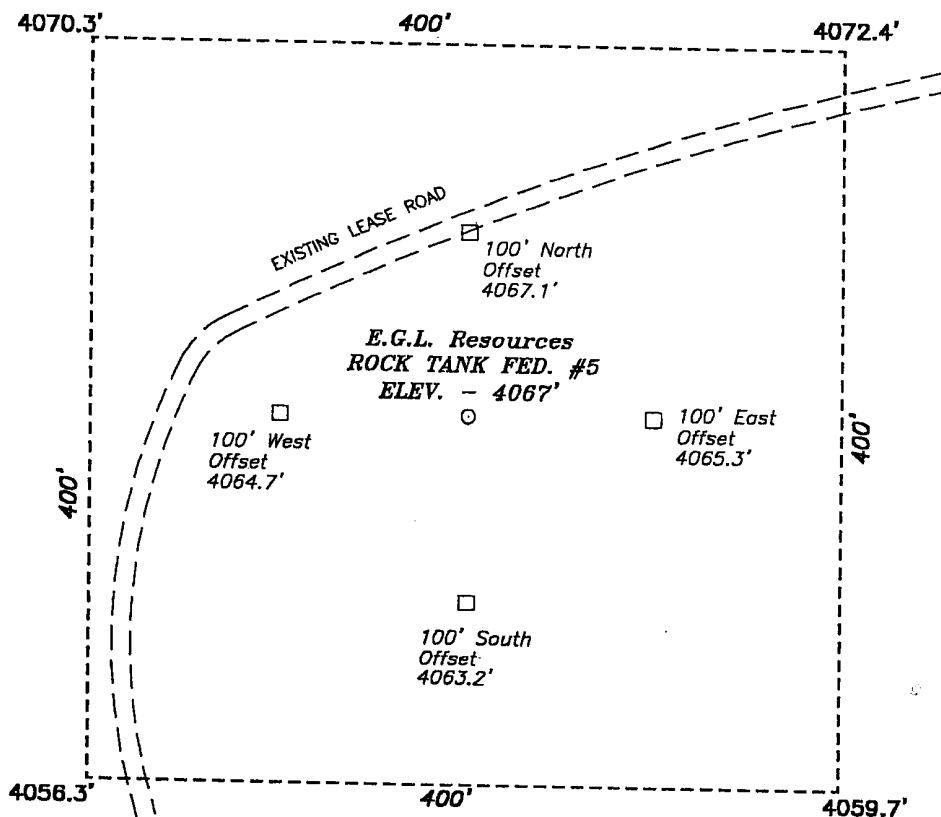 4070.3'
400'
4072.4'
EXISTING LEASE ROAD
100' North
Offset
4067.1'
E.G.L. Resources
ROCK TANK FED. #5
ELEV. - 4067'
100' West
Offset
4064.7'
100' East
Offset
4065.3'
400'
400'
100' South
Offset
4063.2'
4056.3'
400'
4059.7'